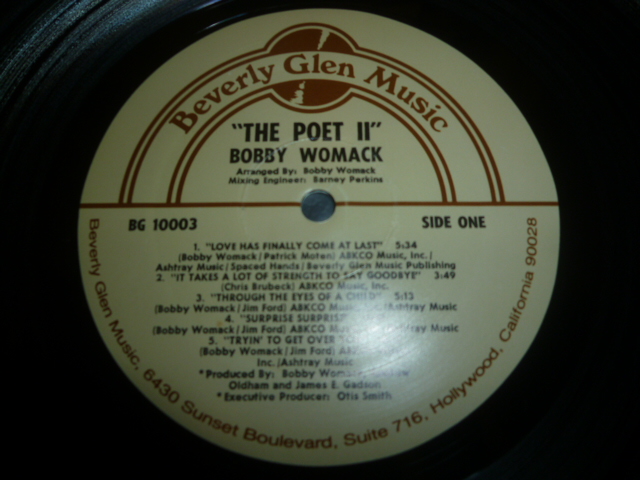 Beverly Glen Music
"THE POET II"
BOBBY WOMACK
Arranged By: Bobby Womack
Mixing Engineer: Barney Perkins
BG 10003
SIDE ONE
1. "LOVE HAS FINALLY COME AT LAST" 5:34
(Bobby Womack/Patrick Moten) ABKCO Music, Inc./
Ashtray Music/Spaced Hands/Beverly Glen Music Publishing
2. "IT TAKES A LOT OF STRENGTH TO SAY GOODBYE" 3:49
(Chris Brubeck) ABKCO Music, Inc.
3. "THROUGH THE EYES OF A CHILD" 5:13
(Bobby Womack/Jim Ford) ABKCO Music Music
4. "SURPRISE SURPRISE"
(Bobby Womack/Jim Ford) ABKCO Music
5. "TRYIN' TO GET OVER
(Bobby Womack/Jim Ford)
Inc./Ashtray Music
*Produced By: Bobby
Oldham and James E. Gadson
*Executive Producer: Otis Smith
Beverly Glen Music, 6430 Sunset Boulevard, Suite 716, Hollywood, California 90028